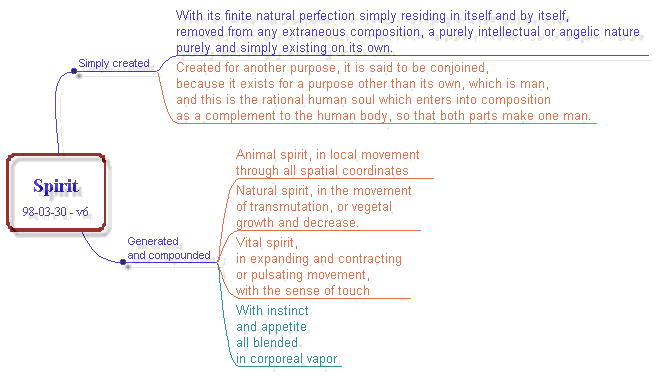 With its finite natural perfection simply residing in itself and by itself,
removed from any extraneous composition, a purely intellectual or angelic nature
purely and simply existing on its own.
Simply created
Created for another purpose, it is said to be conjoined,
because it exists for a purpose other than its own, which is man,
and this is the rational human soul which enters into composition
as a complement to the human body, so that both parts make one man.
Spirit
98-03-30 - v6
Animal spirit, in local movement
through all spatial coordinates
Natural spirit, in the movement
of transmutation, or vegetal
growth and decrease.
Generated
and compounded
Vital spirit,
in expanding and contracting
or pulsating movement,
with the sense of touch
With instinct
and appetite
all blended
in corporeal vapor